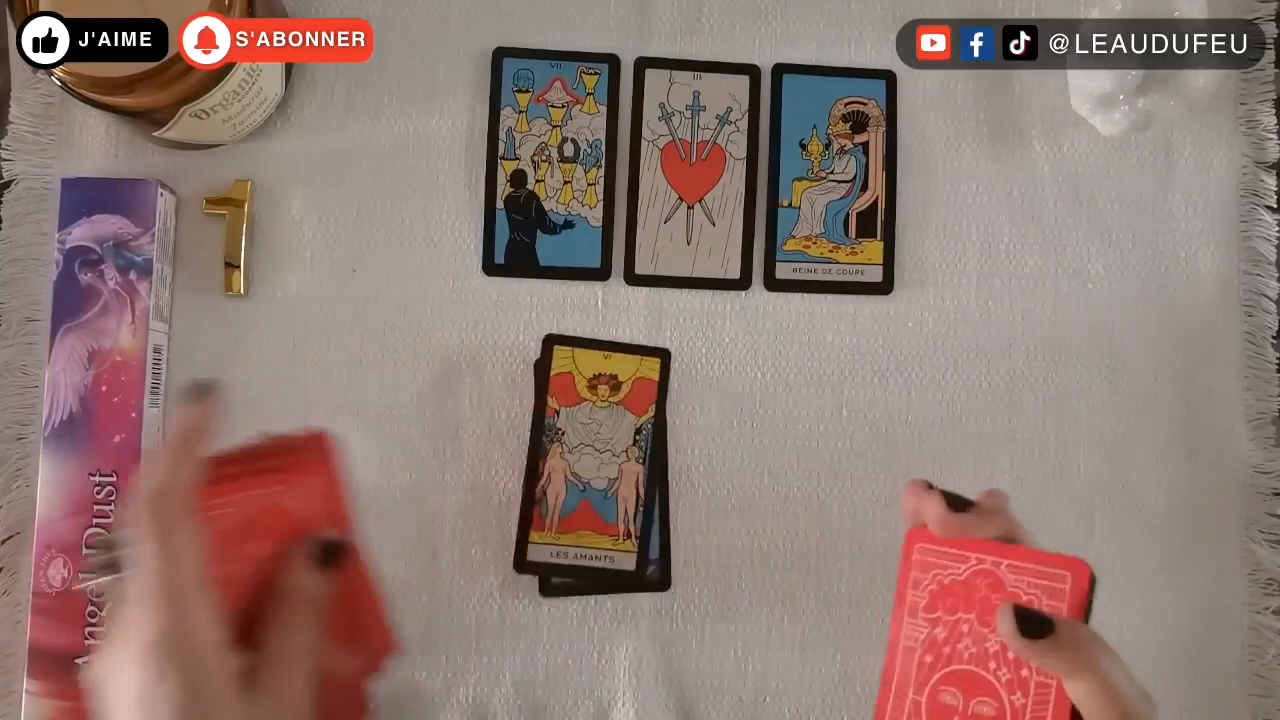 J'AIME
S'ABONNER
@LEAUDUFEU
Organic
VII
III
REINE DE COUPE
1
VI
LES AMANTS
Angel Dust